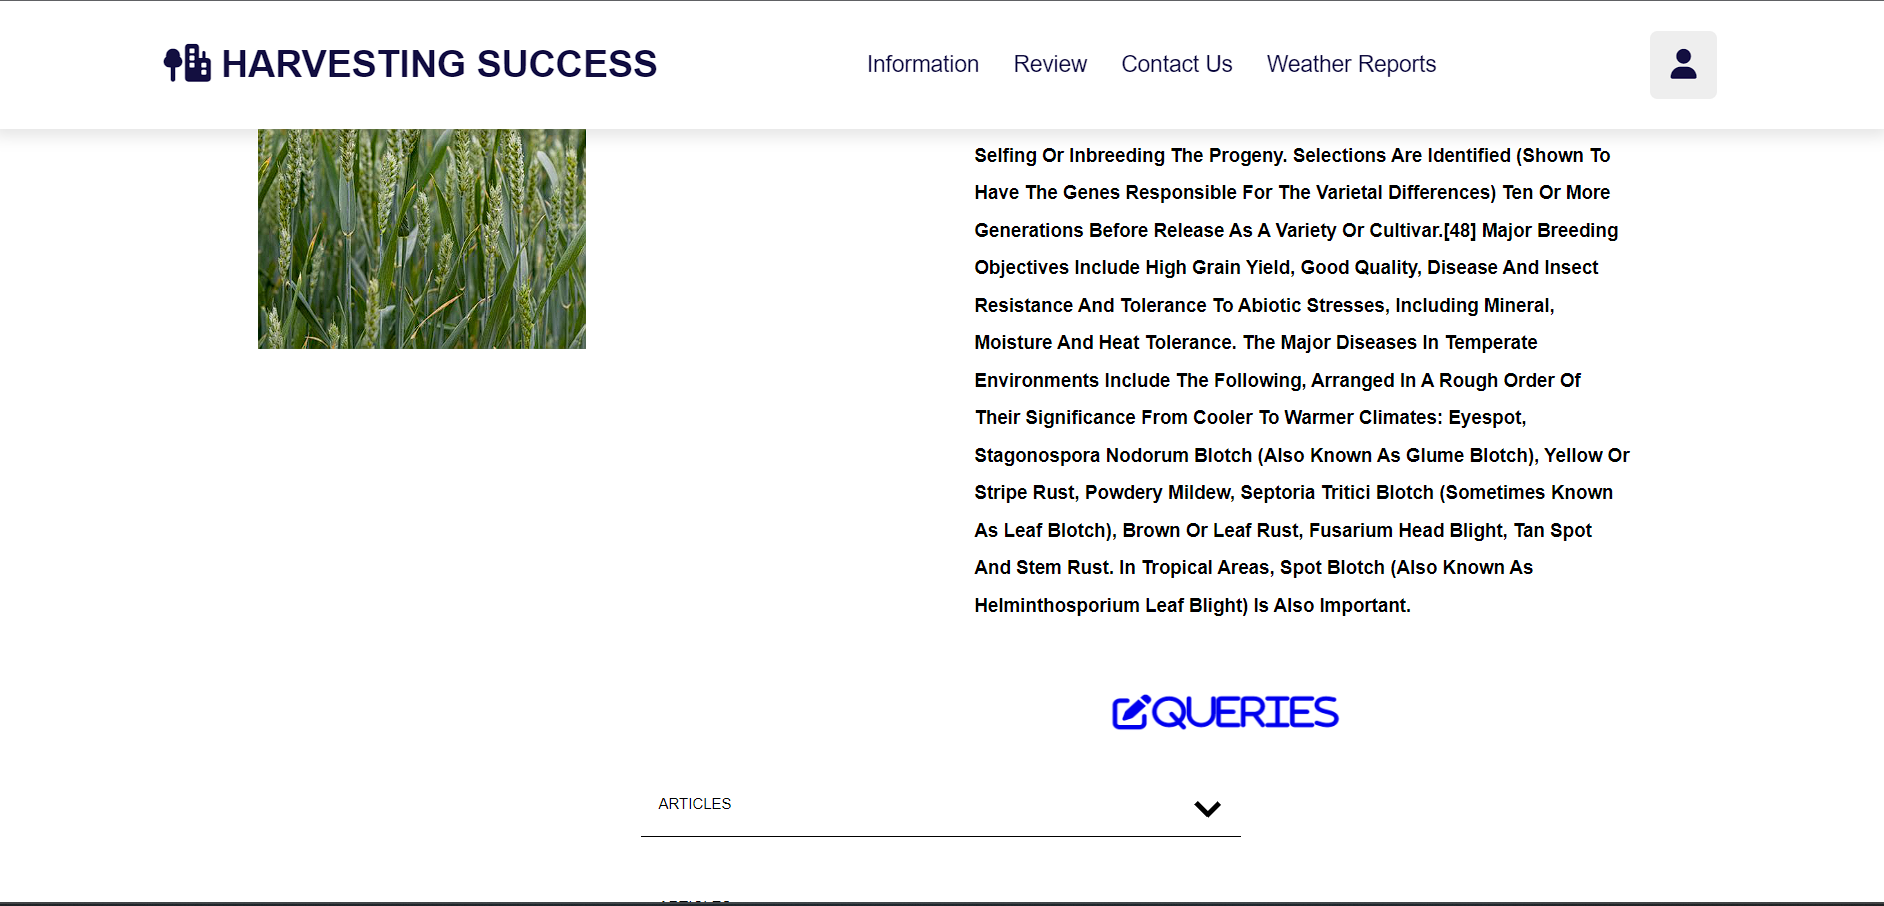 HARVESTING SUCCESS
Information
Review
Contact Us
Weather Reports
Selfing Or Inbreeding The Progeny. Selections Are Identified (Shown To
Have The Genes Responsible For The Varietal Differences) Ten Or More
Generations Before Release As A Variety Or Cultivar.[48] Major Breeding
Objectives Include High Grain Yield, Good Quality, Disease And Insect
Resistance And Tolerance To Abiotic Stresses, Including Mineral,
Moisture And Heat Tolerance. The Major Diseases In Temperate
Environments Include The Following, Arranged In A Rough Order Of
Their Significance From Cooler To Warmer Climates: Eyespot,
Stagonospora Nodorum Blotch (Also Known As Glume Blotch), Yellow Or
Stripe Rust, Powdery Mildew, Septoria Tritici Blotch (Sometimes Known
As Leaf Blotch), Brown Or Leaf Rust, Fusarium Head Blight, Tan Spot
And Stem Rust. In Tropical Areas, Spot Blotch (Also Known As
Helminthosporium Leaf Blight) Is Also Important.
QUERIES
ARTICLES